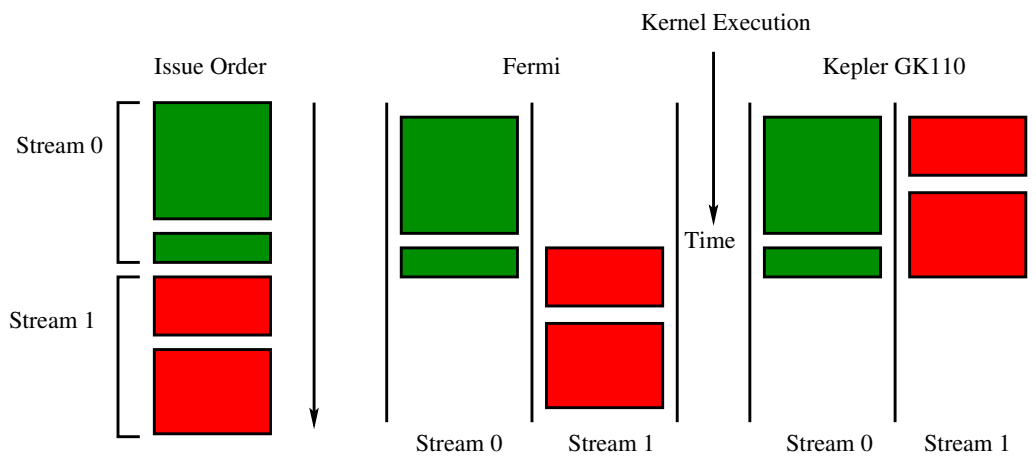 Kernel Execution
Issue Order
Fermi
Kepler GK110
Stream 0
Time
Stream 1
Stream 0
Stream 1
Stream 0
Stream 1